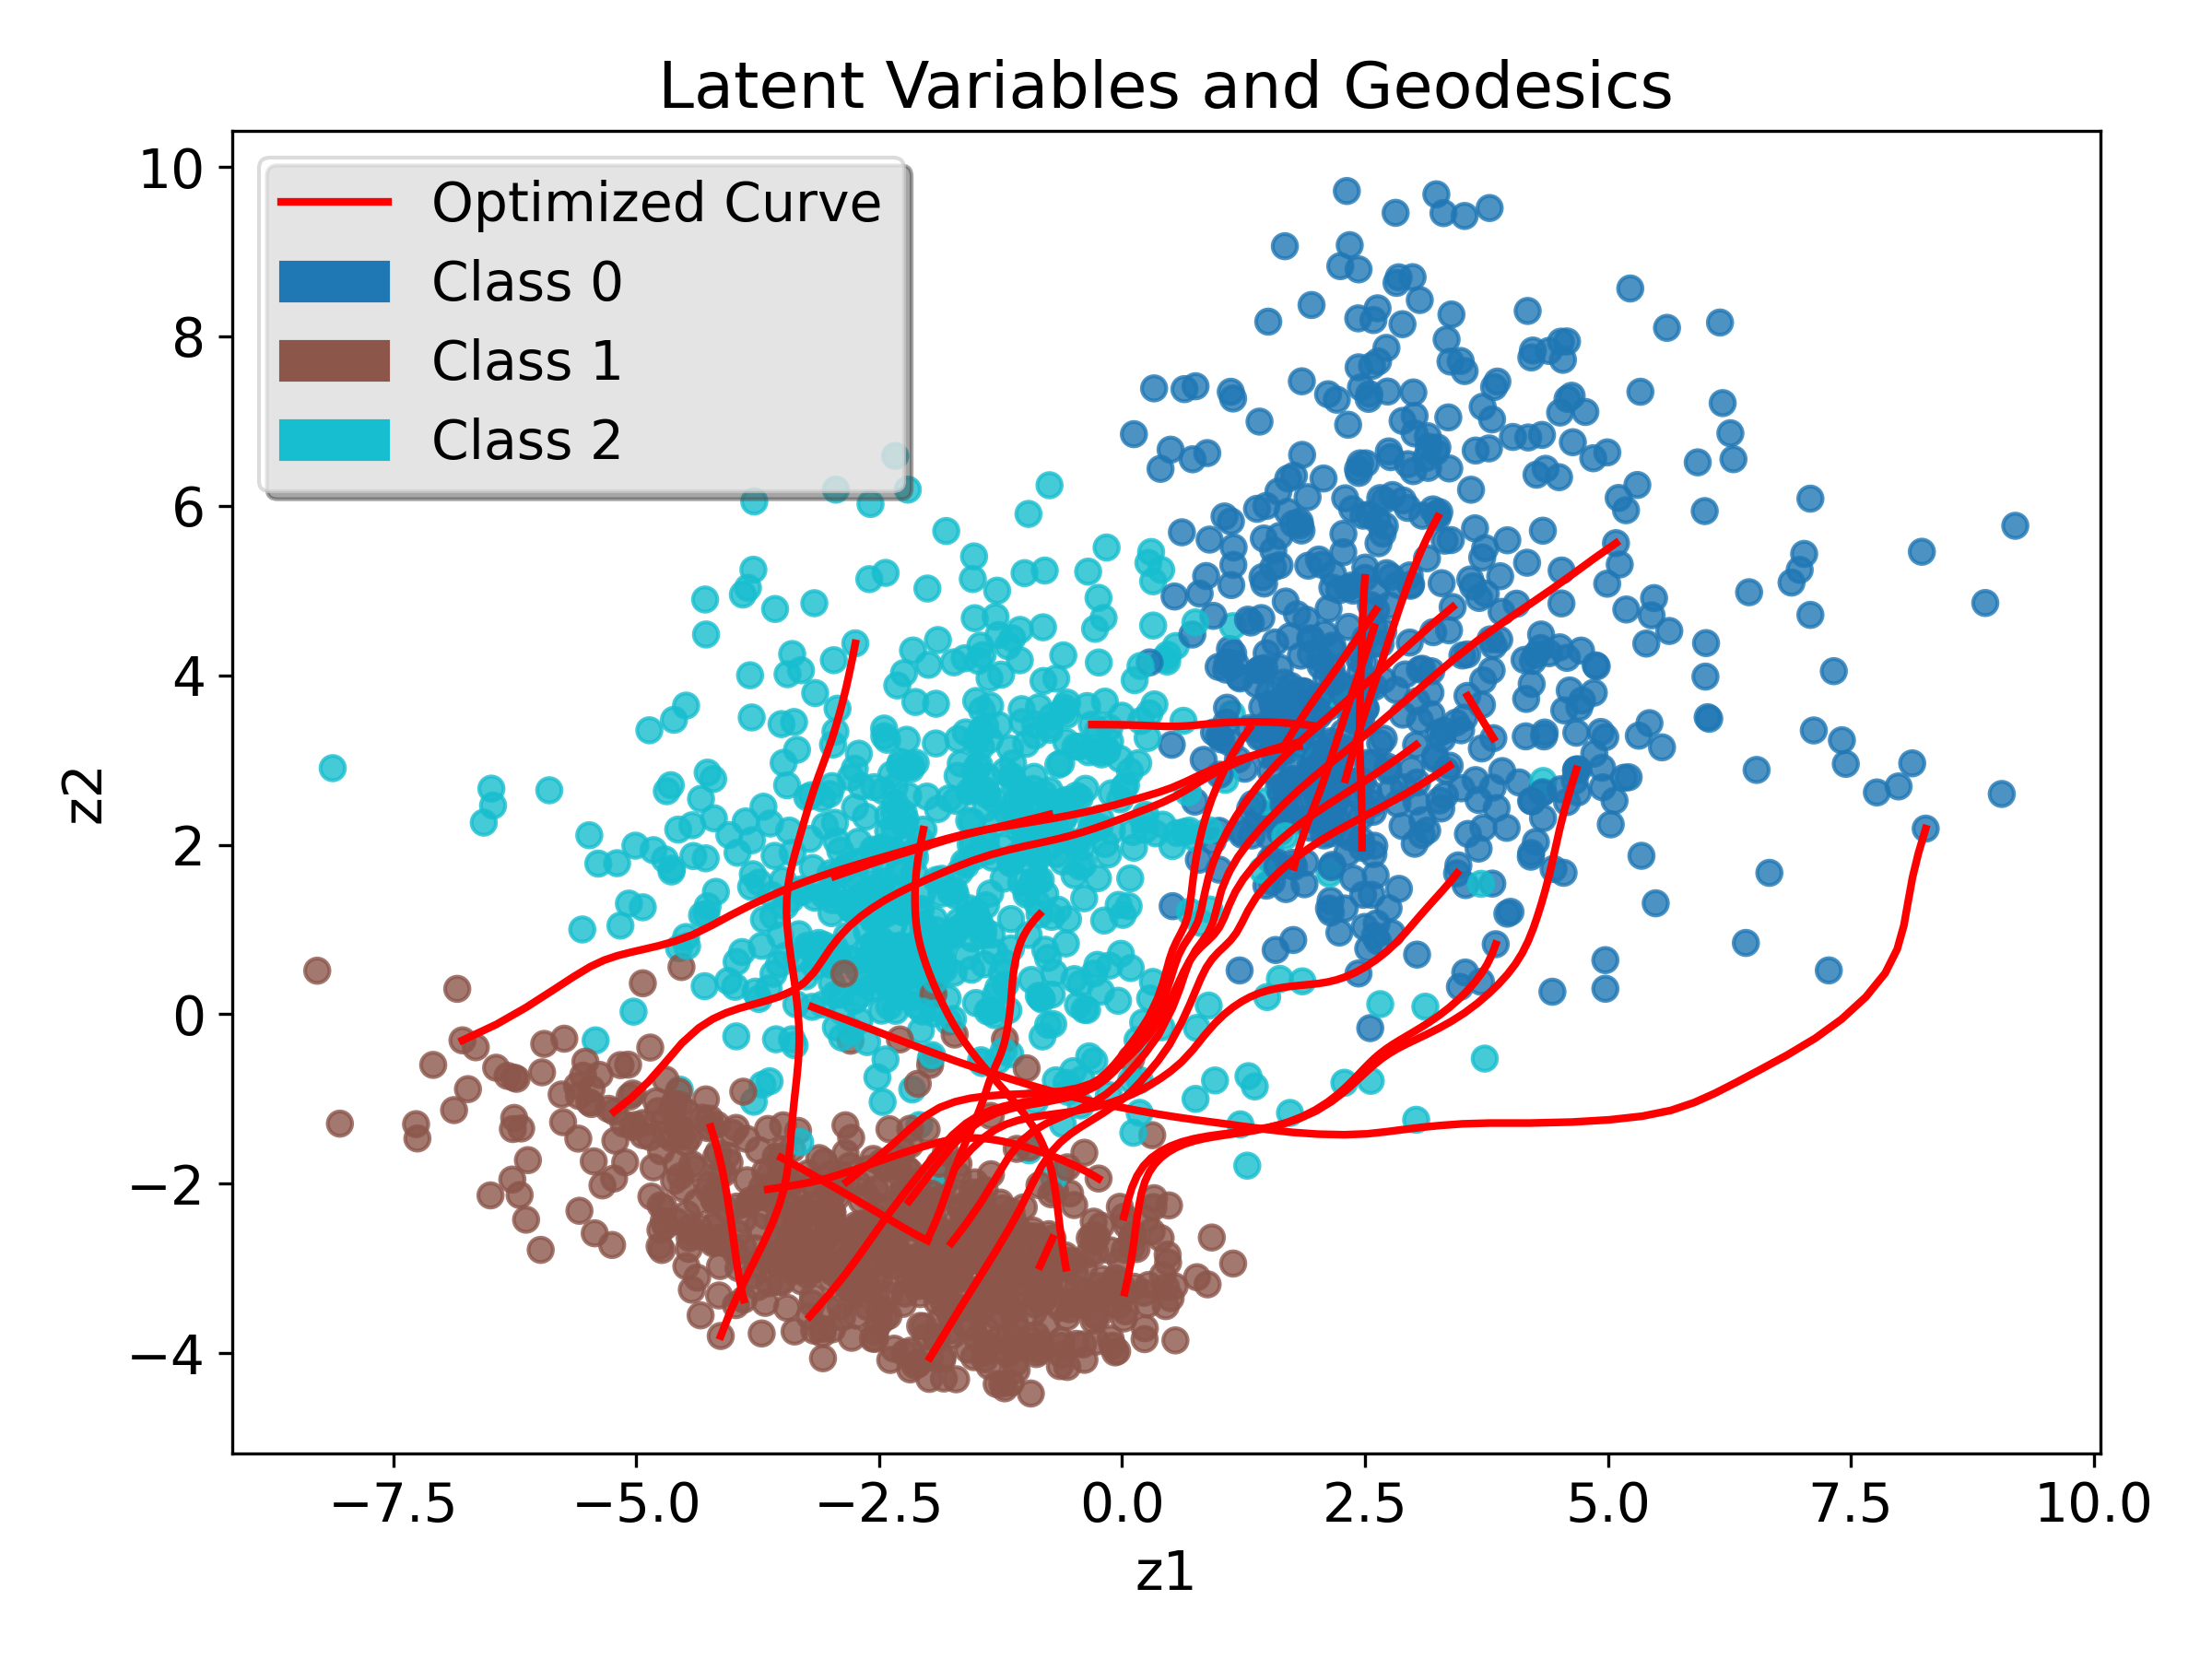 Latent Variables and Geodesics
Optimized Curve
Class 0
Class 1
Class 2
10
8
6
4
2
0
−2
−4
z2
−7.5 −5.0 −2.5 0.0 2.5 5.0 7.5 10.0
z1